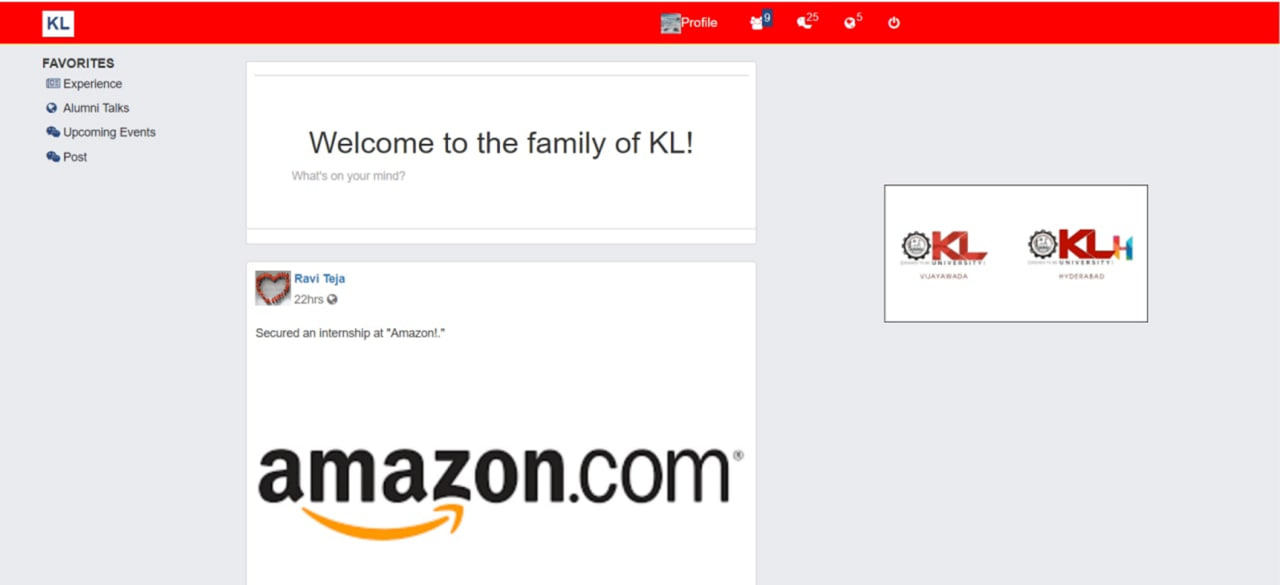 KL
Profile
9
25
5
FAVORITES
Experience
Alumni Talks
Upcoming Events
Post
Welcome to the family of KL!
What's on your mind?
Ravi Teja
22hrs
Secured an internship at "Amazon!."
amazon.com®
KL
UNIVERSITY
VIJAYAWADA
KLH
UNIVERSITY
HYDERABAD